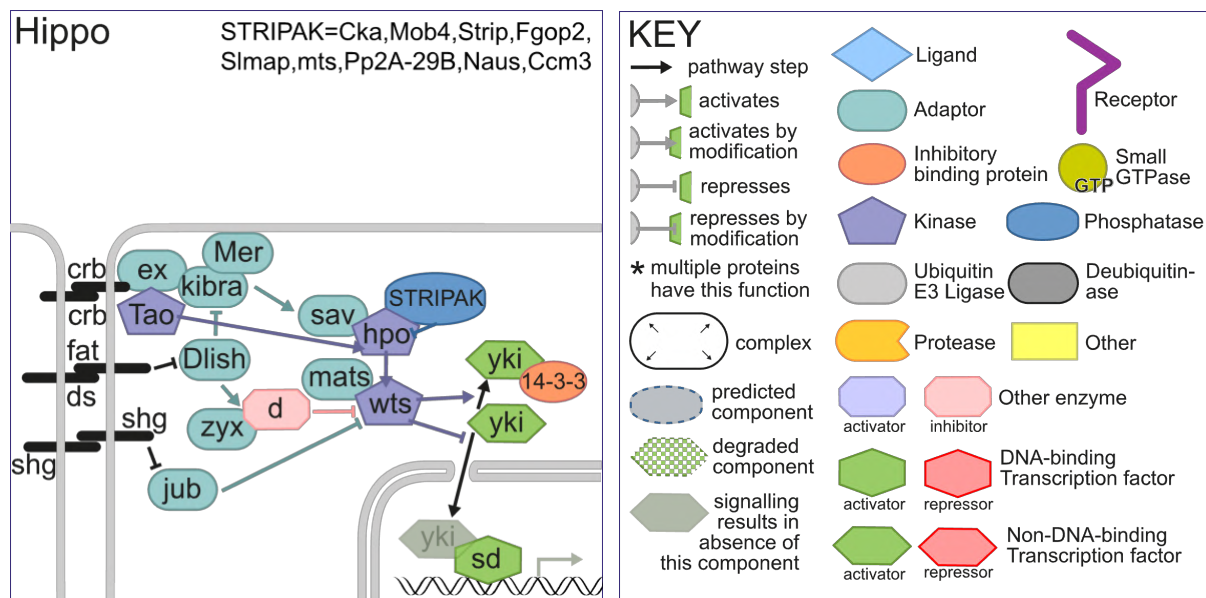 Hippo
STRIPAK=Cka,Mob4,Strip,Fgop2,
Slmap,mts,Pp2A-29B,Naus,Ccm3
crb
ex
Mer
kibra
crb
Tao
sav
STRIPAK
hpo
fat
Dlish
ds
mats
yki
14-3-3
wts
d
zyx
yki
shg
shg
jub
yki
sd
KEY
pathway step
activates
activates by
modification
represses
represses by
modification
* multiple proteins
have this function
complex
predicted
component
degraded
component
signalling
results in
absence of
this component
Ligand
Receptor
Adaptor
Inhibitory
binding protein
GTP
Small
GTPase
Kinase
Phosphatase
Ubiquitin
E3 Ligase
Deubiquitin-
ase
Protease
Other
Other enzyme
activator
inhibitor
DNA-binding
Transcription factor
activator
repressor
Non-DNA-binding
Transcription factor
activator
repressor